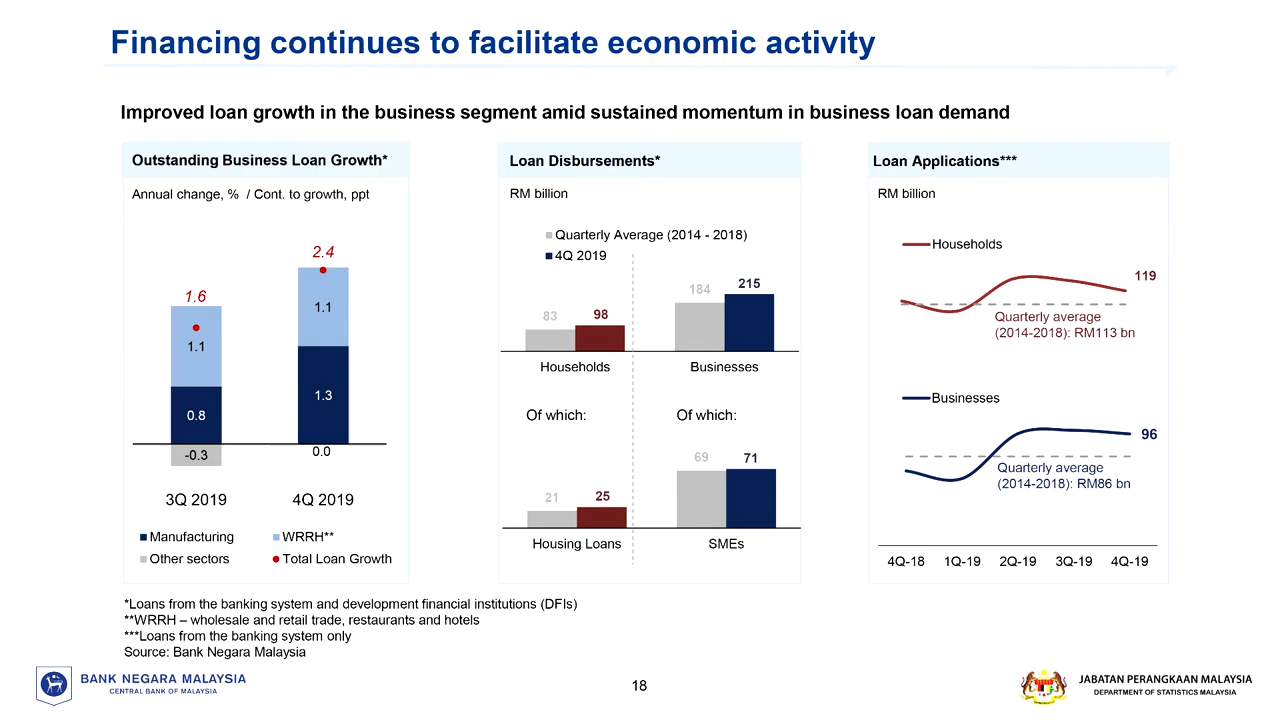 Financing continues to facilitate economic activity
Improved loan growth in the business segment amid sustained momentum in business loan demand
Outstanding Business Loan Growth*
Annual change, % / Cont. to growth, ppt
2.4
1.6
1.1
1.1
1.3
0.8
-0.3
0.0
3Q 2019
4Q 2019
Manufacturing
WRRH**
Other sectors
Total Loan Growth
Loan Disbursements*
RM billion
Quarterly Average (2014 - 2018)
4Q 2019
83
98
184
215
Households
Businesses
Of which:
Of which:
21
25
69
71
Housing Loans
SMEs
Loan Applications***
RM billion
Households
119
Quarterly average
(2014-2018): RM113 bn
Businesses
96
Quarterly average
(2014-2018): RM86 bn
4Q-18
1Q-19
2Q-19
3Q-19
4Q-19
*Loans from the banking system and development financial institutions (DFIs)
**WRRH – wholesale and retail trade, restaurants and hotels
***Loans from the banking system only
Source: Bank Negara Malaysia
BANK NEGARA MALAYSIA
CENTRAL BANK OF MALAYSIA
18
JABATAN PERANGKAAN MALAYSIA
DEPARTMENT OF STATISTICS MALAYSIA